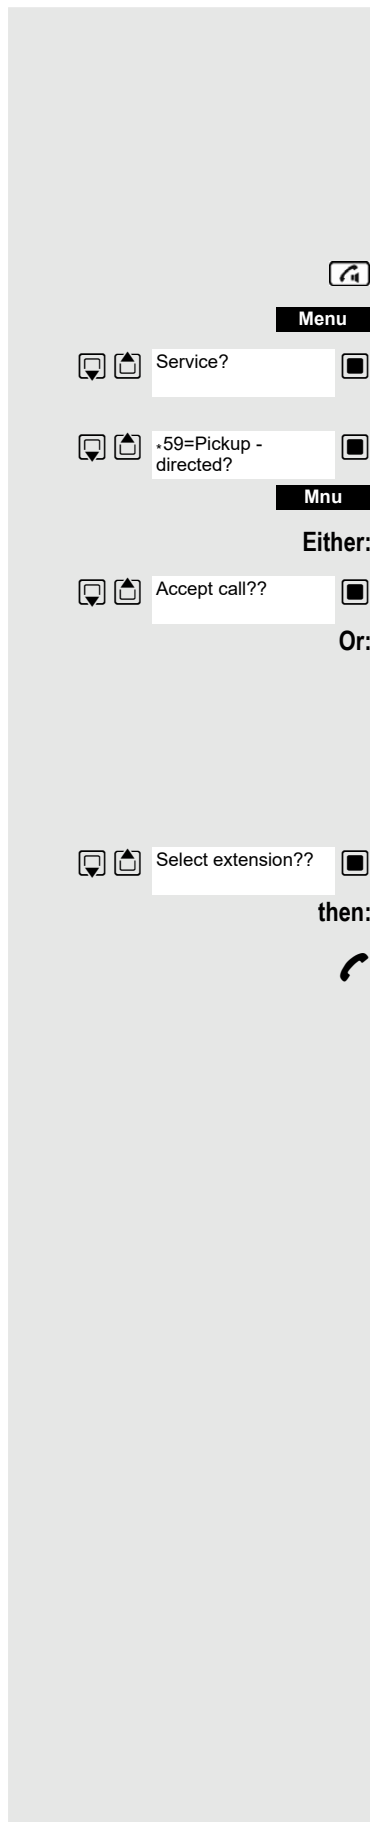 Menu
Service?
*59=Pickup -
directed?
Mnu
Either:
Accept call??
Or:
Select extension??
then: